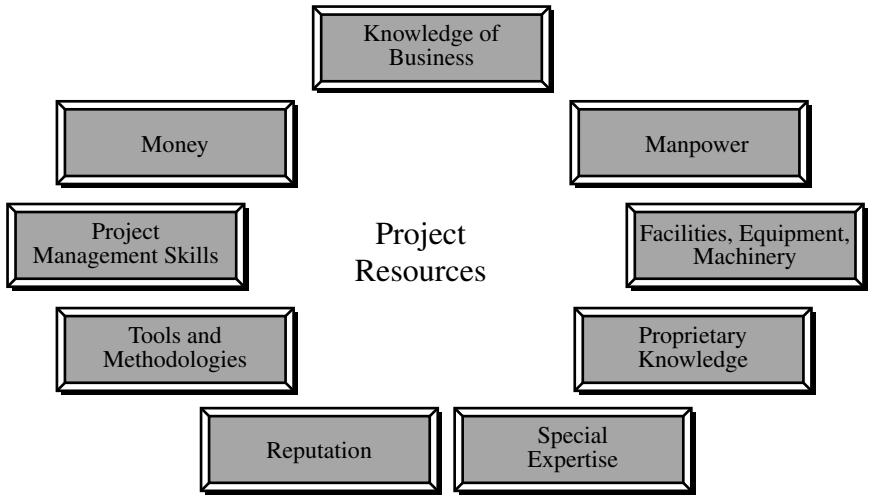 Knowledge of
Business
Money
Manpower
Project
Management Skills
Project
Resources
Facilities, Equipment,
Machinery
Tools and
Methodologies
Proprietary
Knowledge
Reputation
Special
Expertise